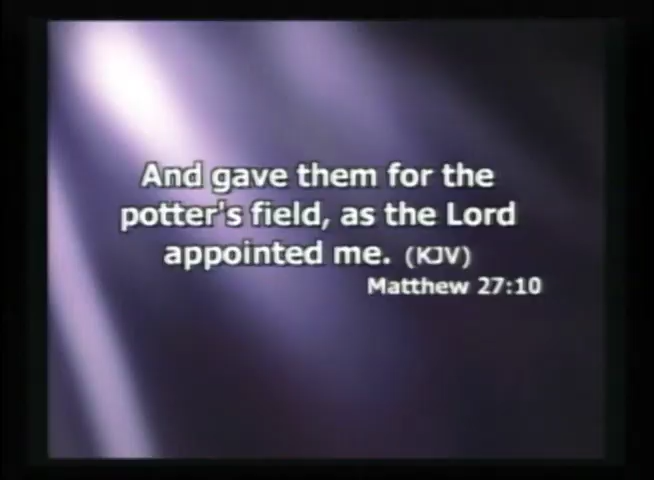 And gave them for the
potter's field, as the Lord
appointed me. (KJV)
Matthew 27:10